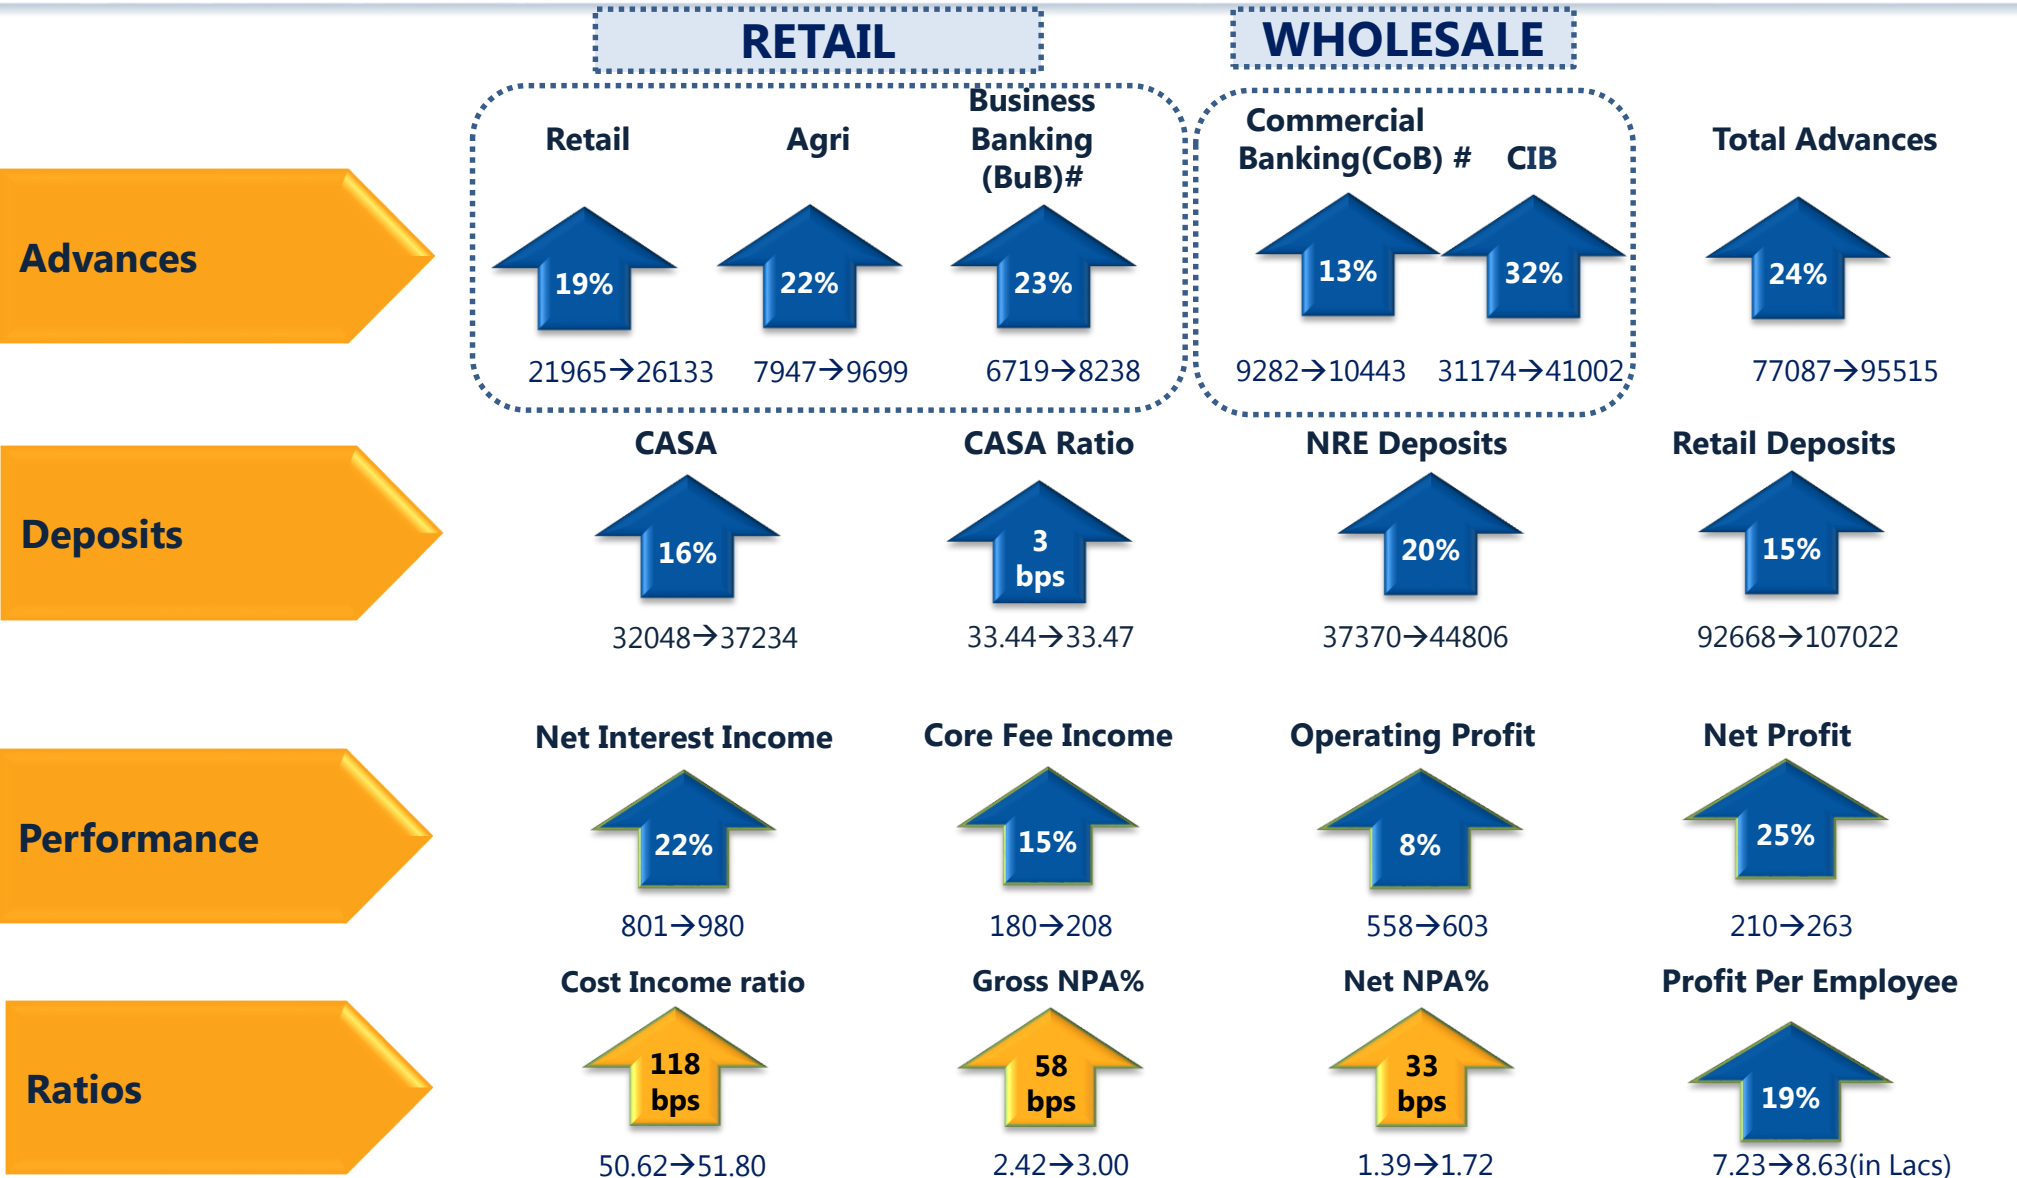 RETAIL
WHOLESALE
Retail
Agri
Business
Banking
(BuB)#
Commercial
Banking(CoB) #
CIB
Total Advances
Advances
19%
22%
23%
13%
32%
24%
21965→26133
7947→9699
6719→8238
9282→10443
31174→41002
77087→95515
CASA
CASA Ratio
NRE Deposits
Retail Deposits
Deposits
16%
3
bps
20%
15%
32048→37234
33.44→33.47
37370→44806
92668→107022
Net Interest Income
Core Fee Income
Operating Profit
Net Profit
Performance
22%
15%
8%
25%
801→980
180→208
558→603
210→263
Cost Income ratio
Gross NPA%
Net NPA%
Profit Per Employee
Ratios
118
bps
58
bps
33
bps
19%
50.62→51.80
2.42→3.00
1.39→1.72
7.23→8.63(in Lacs)